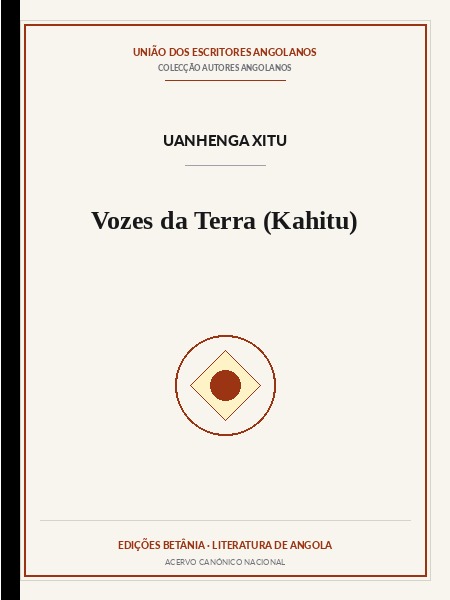 UNIÃO DOS ESCRITORES ANGOLANOS
COLECÇÃO AUTORES ANGOLANOS
UANHENGA XITU
Vozes da Terra (Kahitu)
EDIÇÕES BETÂNIA · LITERATURA DE ANGOLA
ACERVO CANÓNICO NACIONAL